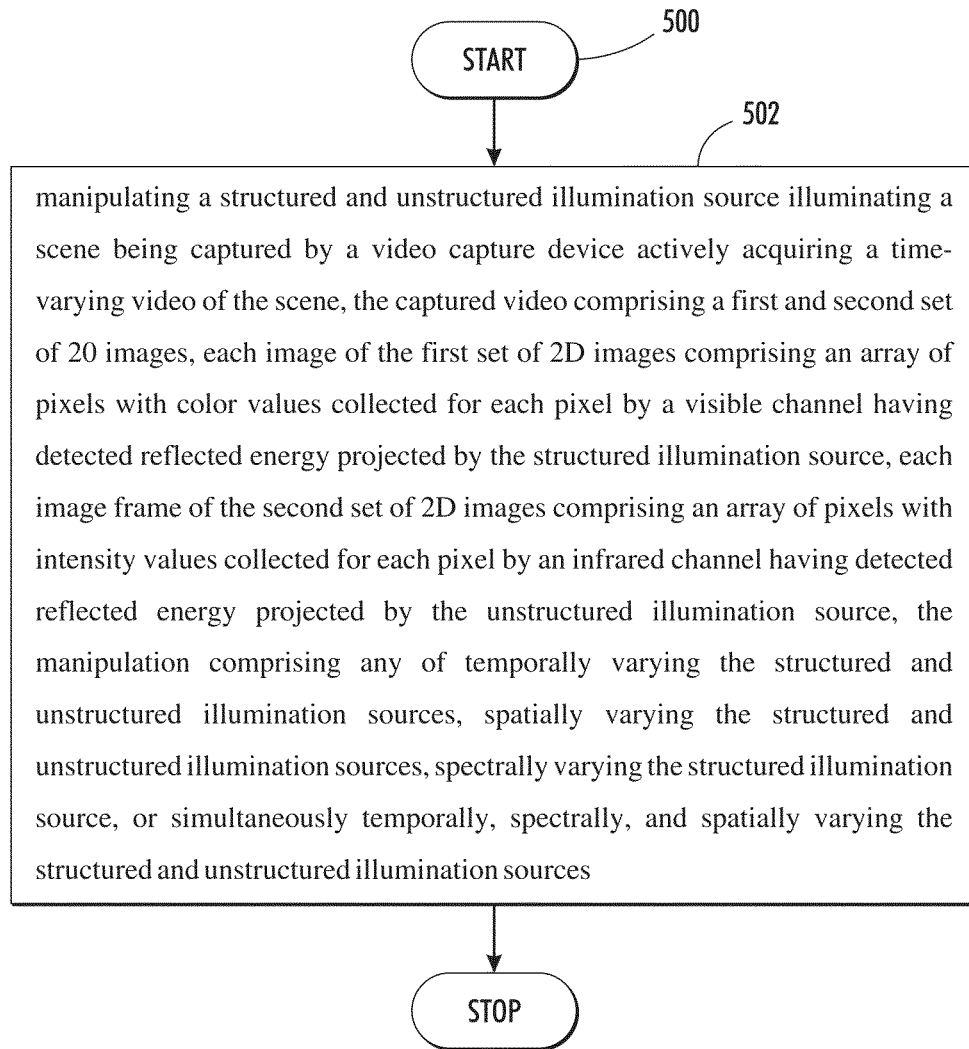 500
START
502
manipulating a structured and unstructured illumination source illuminating a
scene being captured by a video capture device actively acquiring a time-
varying video of the scene, the captured video comprising a first and second set
of 20 images, each image of the first set of 2D images comprising an array of
pixels with color values collected for each pixel by a visible channel having
detected reflected energy projected by the structured illumination source, each
image frame of the second set of 2D images comprising an array of pixels with
intensity values collected for each pixel by an infrared channel having detected
reflected energy projected by the unstructured illumination source, the
manipulation comprising any of temporally varying the structured and
unstructured illumination sources, spatially varying the structured and
unstructured illumination sources, spectrally varying the structured illumination
source, or simultaneously temporally, spectrally, and spatially varying the
structured and unstructured illumination sources
STOP